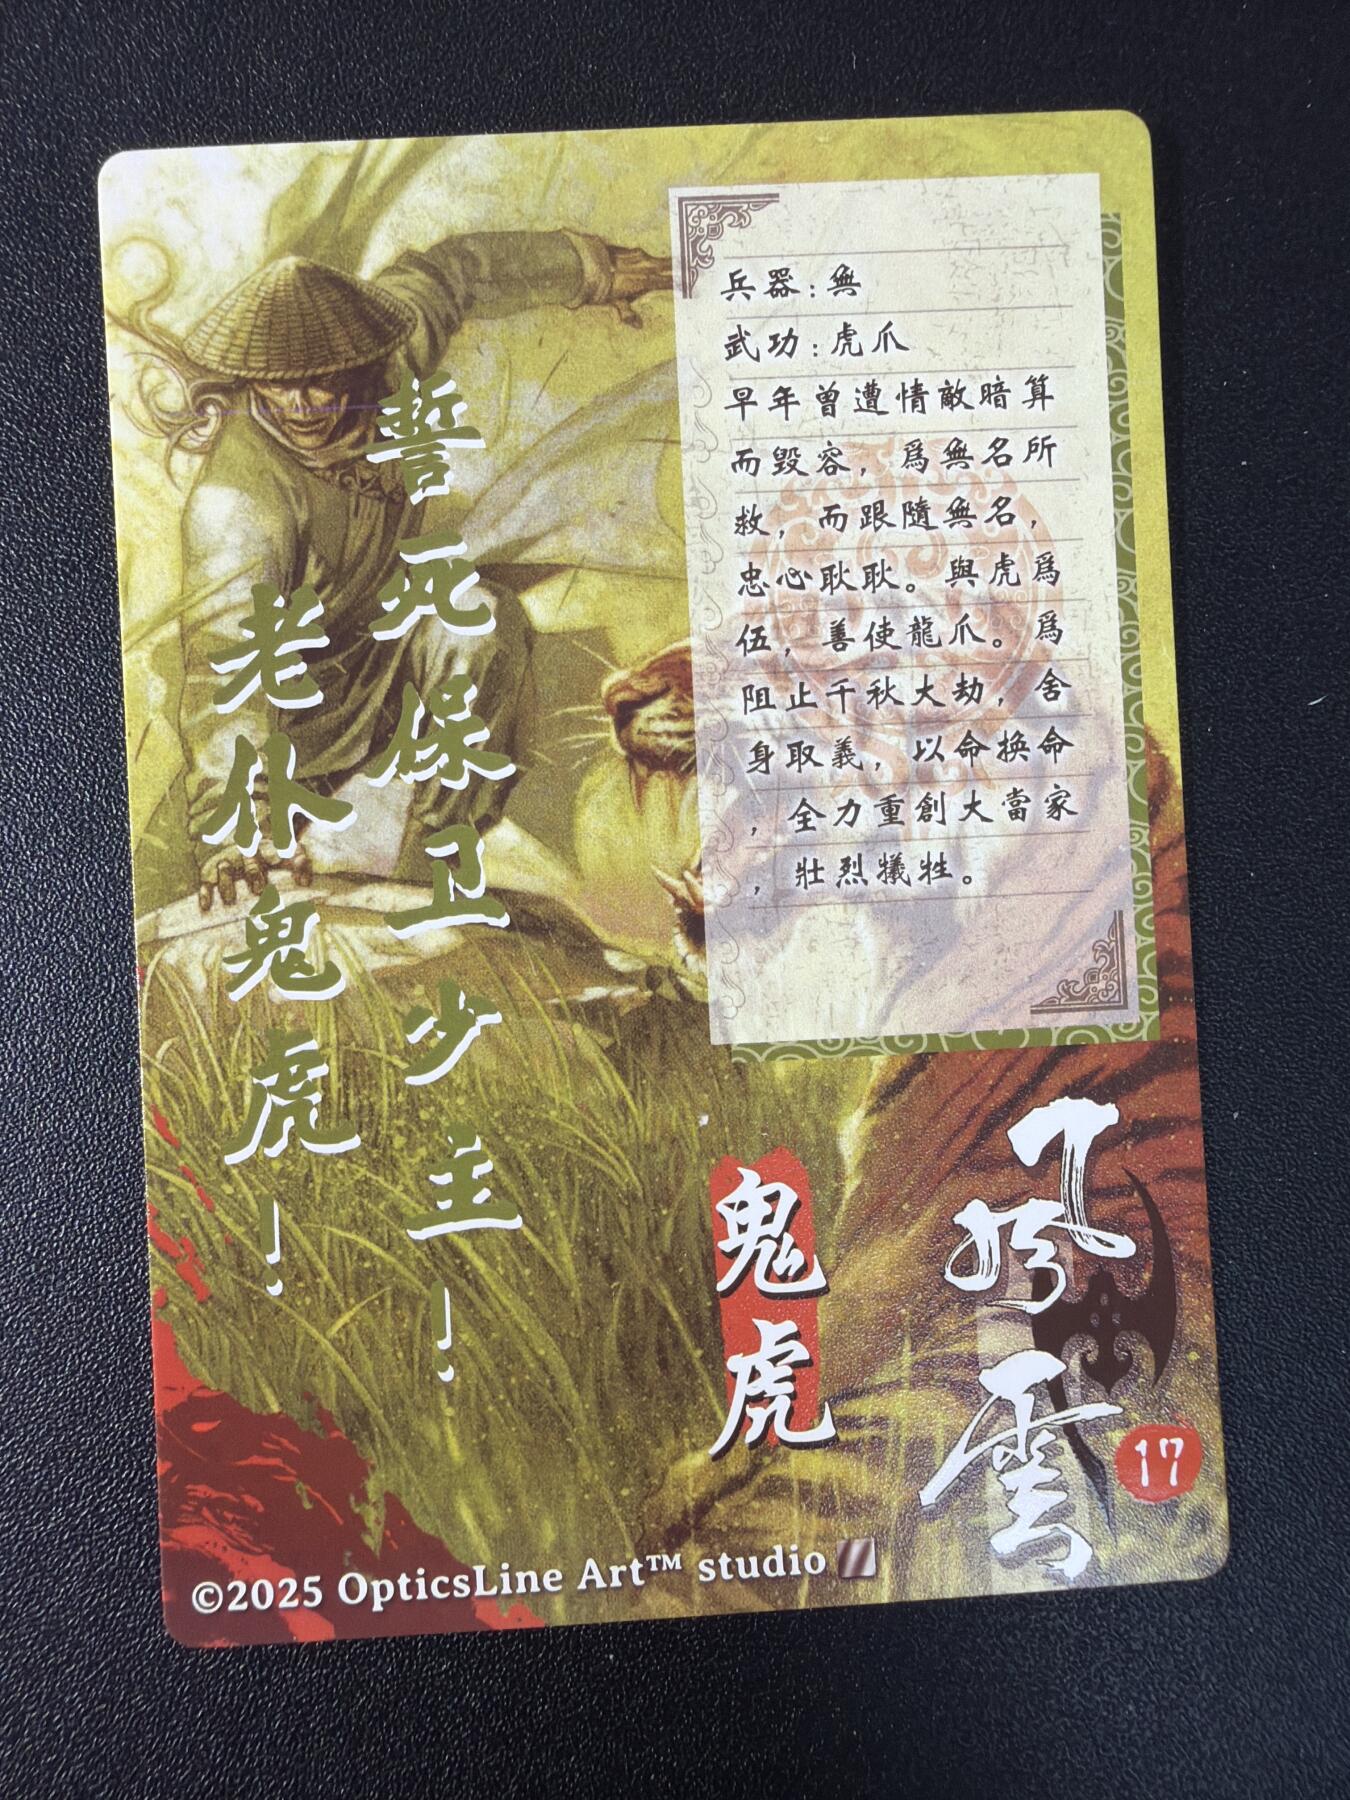 兵器：無
武功：虎爪
早年曾遭情敵暗算
而毀容，爲無名所
救，而跟隨無名，
忠心耿耿。與虎爲
伍，善使龍爪。爲
阻止千秋大劫，舍
身取義，以命換命
，全力重創大當家
，壯烈犠牲。
誓死保卫少主！
老仆鬼虎！
鬼虎
风雲
17
©2025 OpticsLine Art™ studio